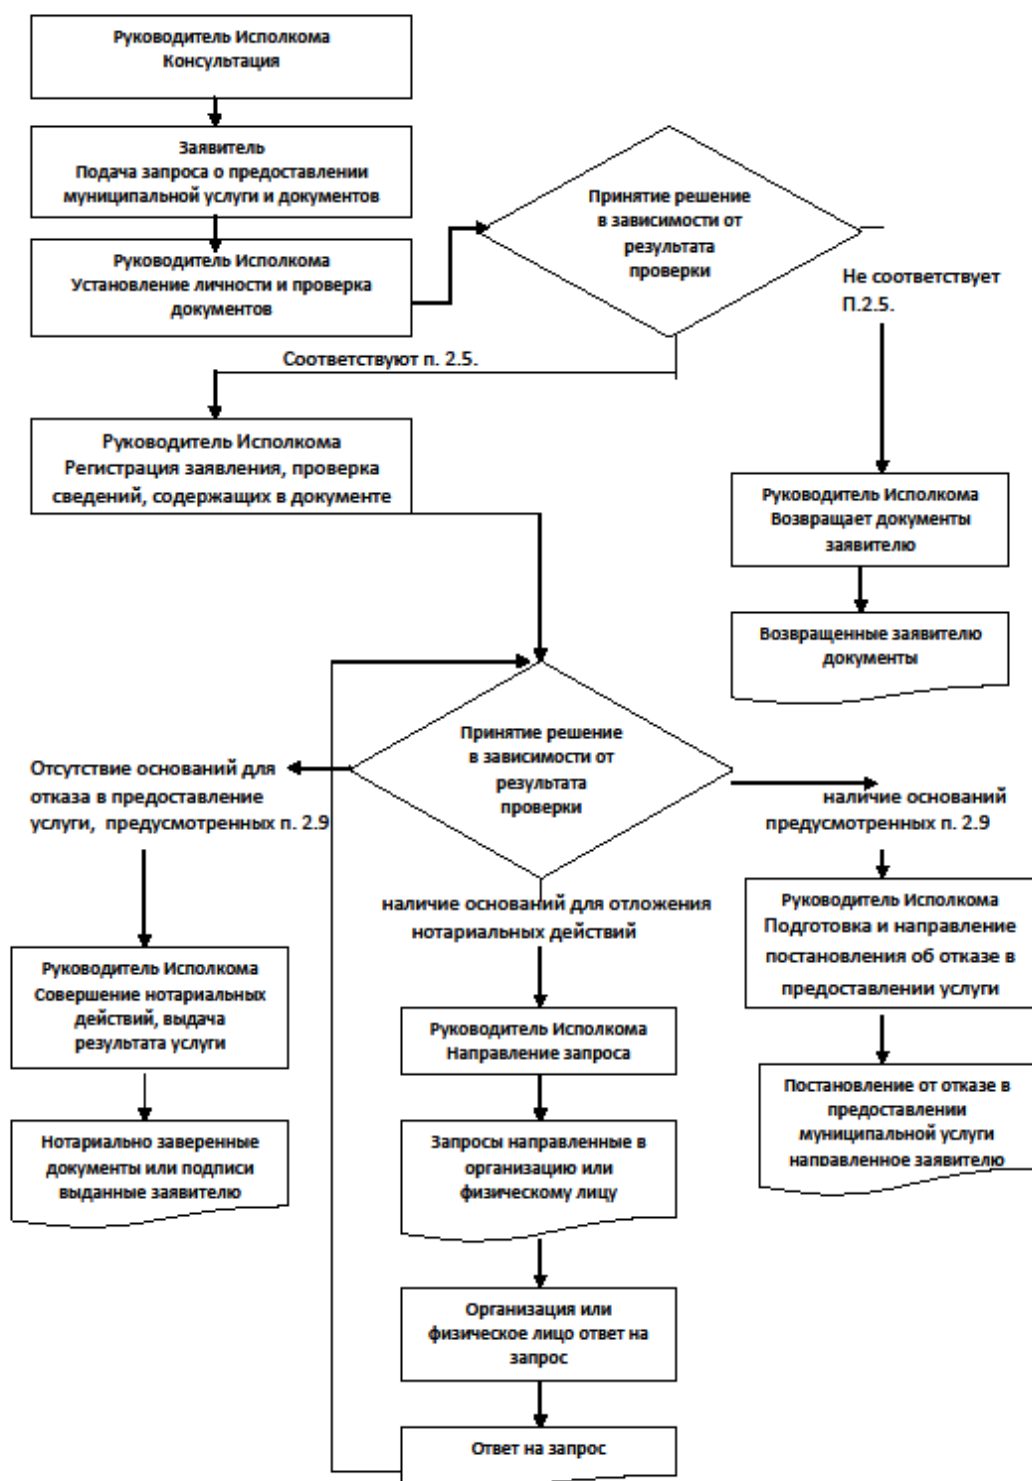 Руководитель Исполкома
Консультация
Заявитель
Подача запроса о предоставлении
муниципальной услуги и документов
Руководитель Исполкома
Установление личности и проверка
документов
Принятие решение
в зависимости от
результата
проверки
Не соответствует
П.2.5.
Соответствуют п. 2.5.
Руководитель Исполкома
Регистрация заявления, проверка
сведений, содержащих в документе
Руководитель Исполкома
Возвращает документы
заявителю
Возвращенные заявителю
документы
Принятие решение
в зависимости от
результата
проверки
Отсутствие оснований для
отказа в предоставление
услуги, предусмотренных п. 2.9
наличие оснований
предусмотренных п. 2.9
наличие оснований для отложения
нотариальных действий
Руководитель Исполкома
Подготовка и направление
постановления об отказе в
предоставлении услуги
Руководитель Исполкома
Совершение нотариальных
действий, выдача
результата услуги
Руководитель Исполкома
Направление запроса
Постановление от отказе в
предоставлении
муниципальной услуги
направленное заявителю
Нотариально заверенные
документы или подписи
выданные заявителю
Запросы направленные в
организацию или
физическому лицу
Организация или
физическое лицо ответ на
запрос
Ответ на запрос